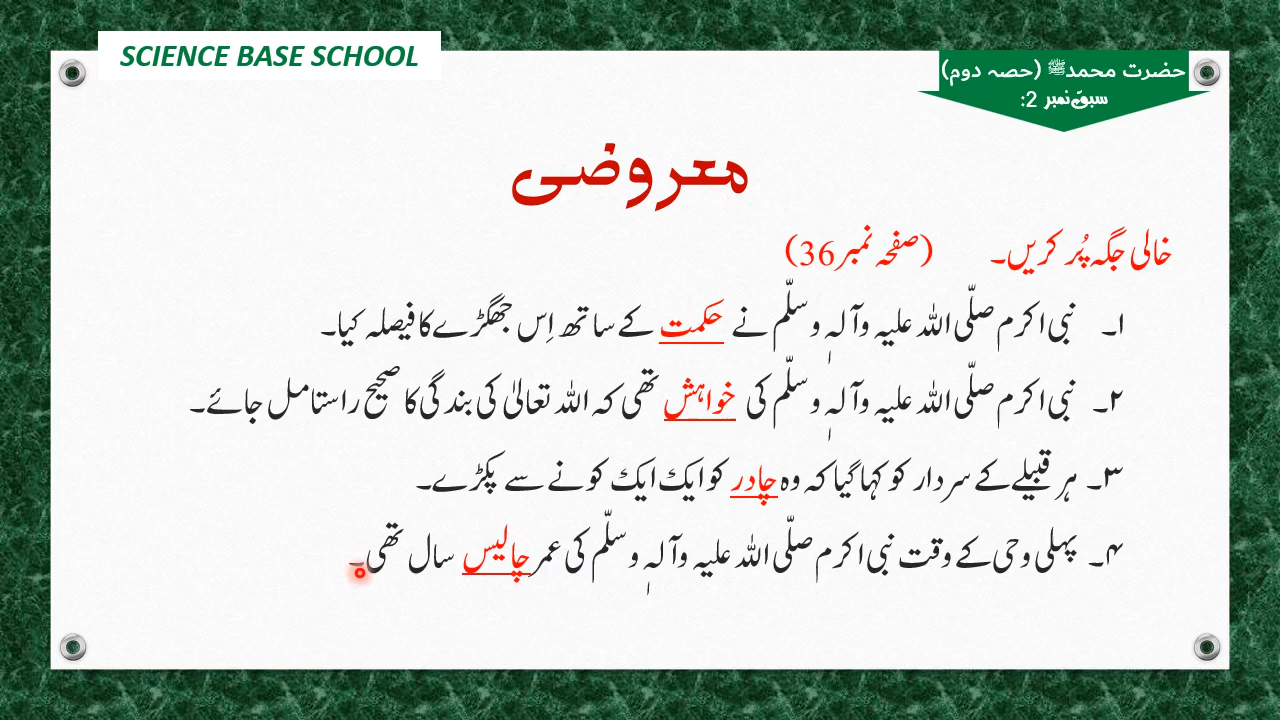 SCIENCE BASE SCHOOL
حضرت محمدﷺ (حصہ دوم)
سبق نمبر 2:
معروضی
خالی جگہ پُر کریں۔ (صفحہ نمبر 36)
۱۔ نبی اکرم صلّی اللہ علیہ وآلہٖ وسلّم نے حکمت کے ساتھ اِس جھگڑے کا فیصلہ کیا۔
۲۔ نبی اکرم صلّی اللہ علیہ وآلہٖ وسلّم کی خواہش تھی کہ اللہ تعالیٰ کی بندگی کا صحیح راستا مل جائے۔
۳۔ ہر قبیلے کے سردار کو کہا گیا کہ وہ چادر کو ایک ایک کونے سے پکڑے۔
۴۔ پہلی وحی کے وقت نبی اکرم صلّی اللہ علیہ وآلہٖ وسلّم کی عمر چالیس سال تھی۔